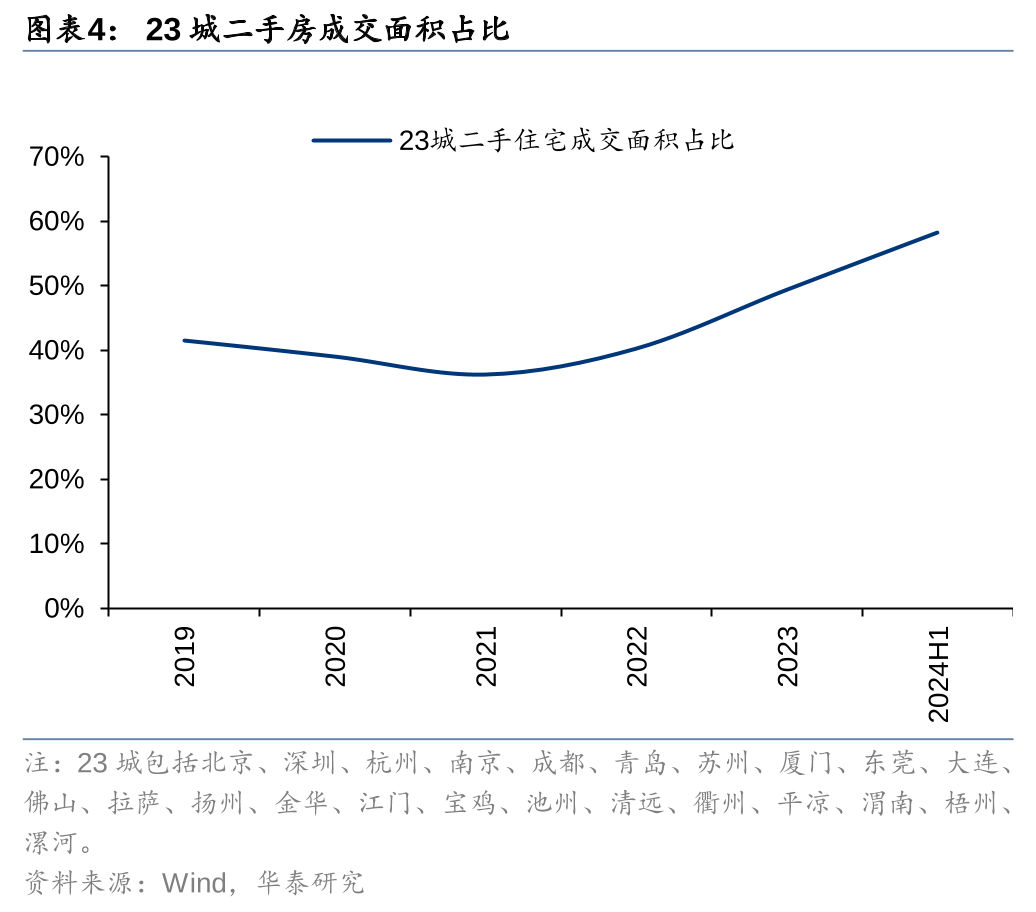 图表4： 23 城二手房成交面积占比
23城二手住宅成交面积占比
70%
60%
50%
40%
30%
20%
10%
0%
2019
2020
2021
2022
2023
2024H1
注：23 城包括北京、深圳、杭州、南京、成都、青岛、苏州、厦门、东莞、大连、
佛山、拉萨、扬州、金华、江门、宝鸡、池州、清远、衢州、平凉、渭南、梧州、
漯河。
资料来源：Wind，华泰研究